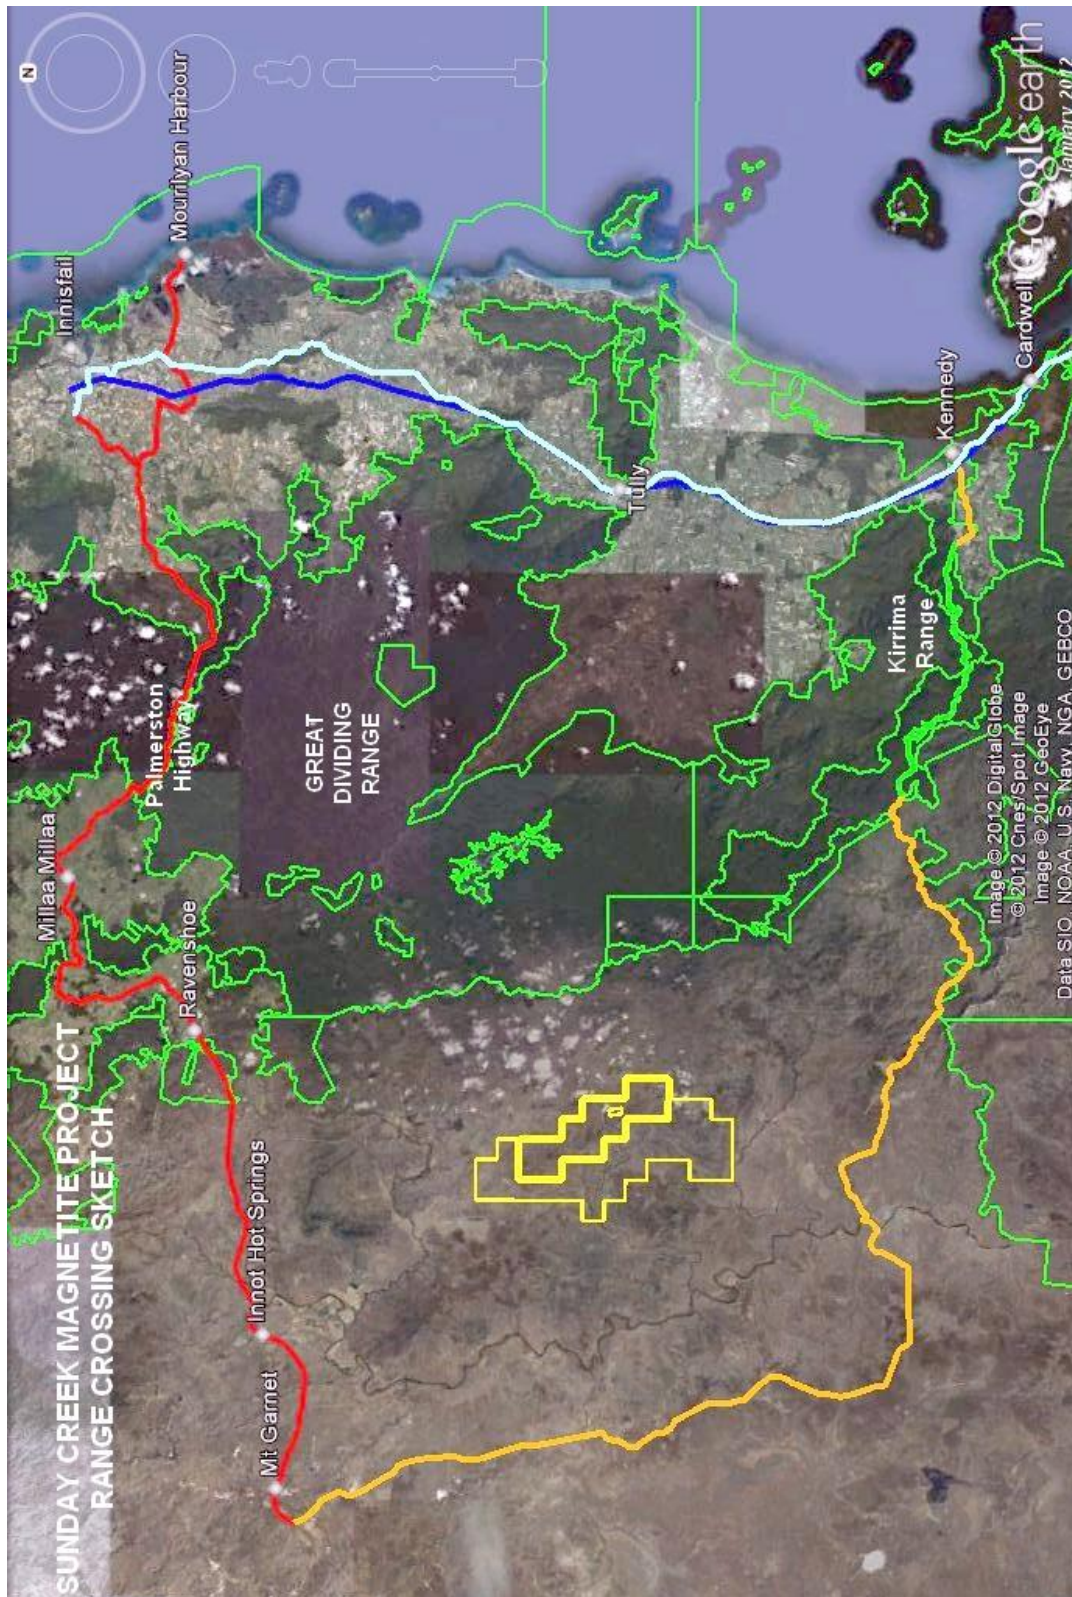 SUNDAY CREEK MAGNETITE PROJECT
RANGE CROSSING SKETCH
N
Innisfail
Mourilyan Harbour
Millaa Millaa
Palmerston
Highway
Ravenshoe
Innot Hot Springs
Mt Garnet
GREAT
DIVIDING
RANGE
Tully
Kirrima
Range
Kennedy
Cardwell
Image © 2012 DigitalGlobe
© 2012 Cnes/Spot Image
Image © 2012 GeoEye
Data SIO, NOAA, U.S. Navy, NGA, GEBCO
Google earth
January 2012